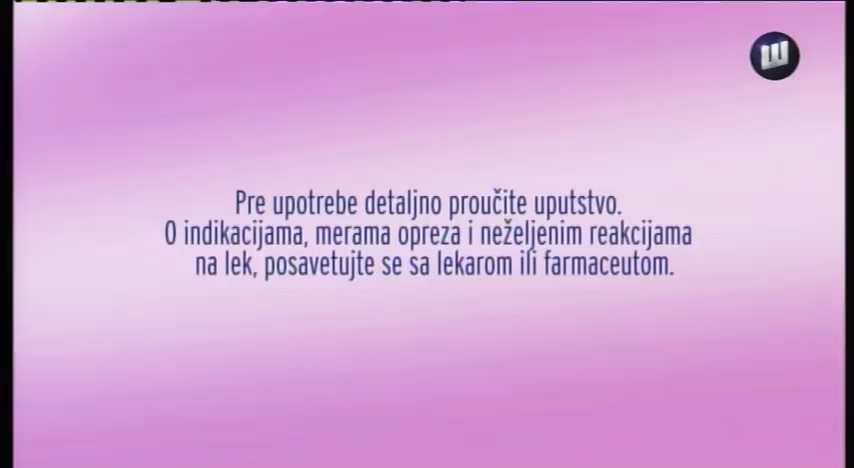 Ш
Pre upotrebe detaljno proučite uputstvo.
O indikacijama, merama opreza i neželjenim reakcijama
na lek, posavetujte se sa lekarom ili farmaceutom.